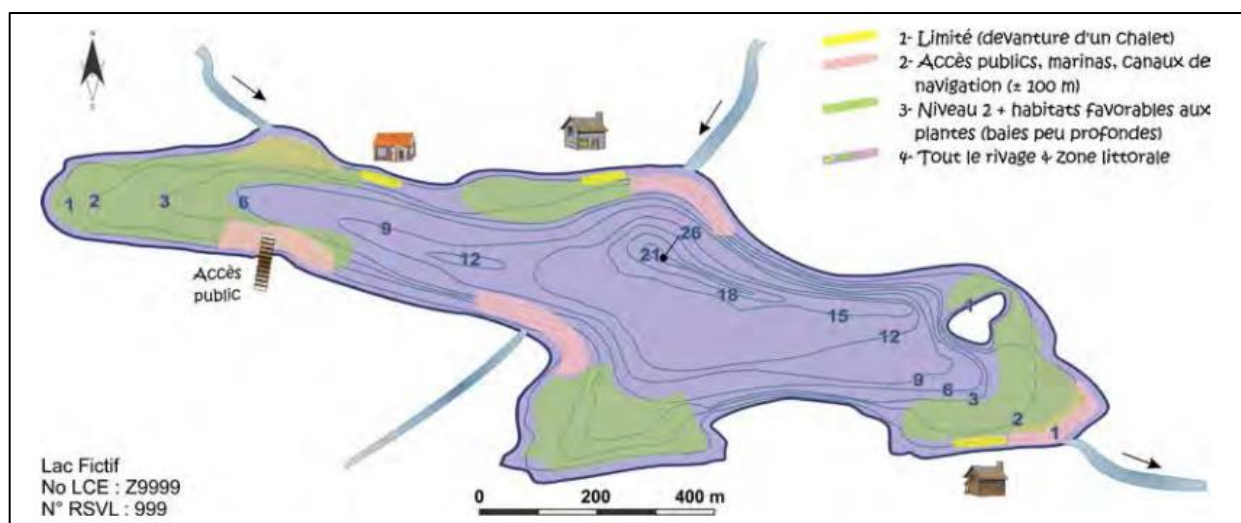 1- Limité (devanture d'un chalet)
2- Accès publics, marinas, canaux de
navigation (± 100 m)
3- Niveau 2 + habitats favorables aux
plantes (baies peu profondes)
4- Tout le rivage & zone littorale
N
S
1
2
3
6
9
12
21
26
18
15
12
9
6
3
2
1
1
Accès
public
Lac Fictif
No LCE : Z9999
N° RSVL : 999
0 200 400 m